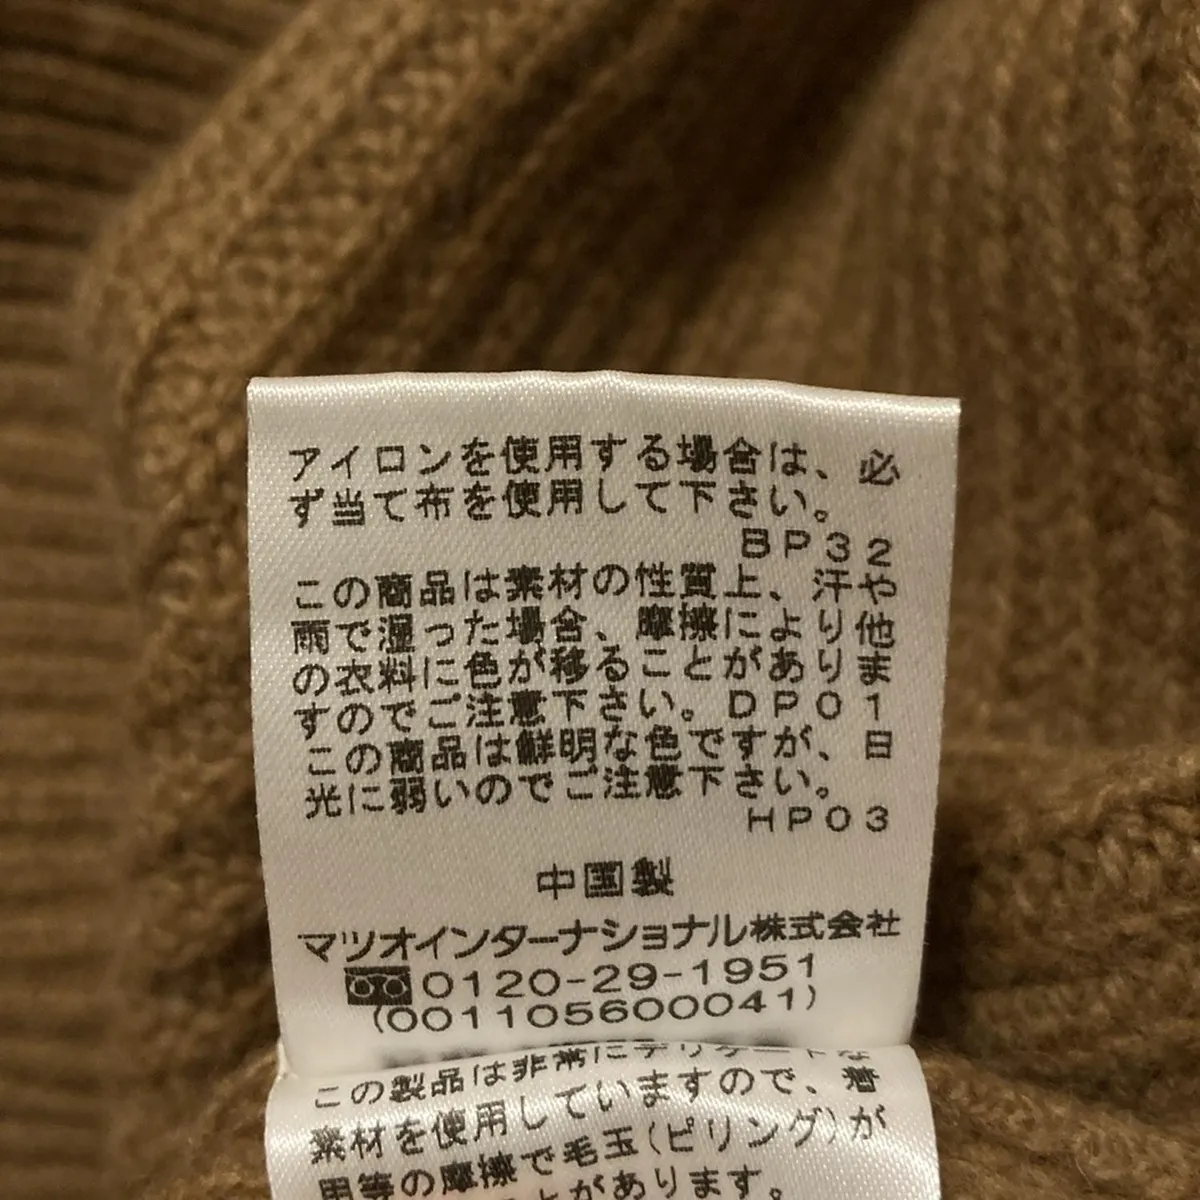 アイロンを使用する場合は、必
ず当て布を使用して下さい。
BP32
この商品は素材の性質上、汗や
雨で湿った場合、摩擦により他
の衣料に色が移ることがありま
すのでご注意下さい。DP01
この商品は鮮明な色ですが、日
光に弱いのでご注意下さい。
HP03
中国製
マツオインターナショナル株式会社
0120-29-1951
(001105600041)
この製品は非常にデリケートな
素材を使用していますので、着
用等の摩擦で毛玉(ピリング)が
ことがあります。